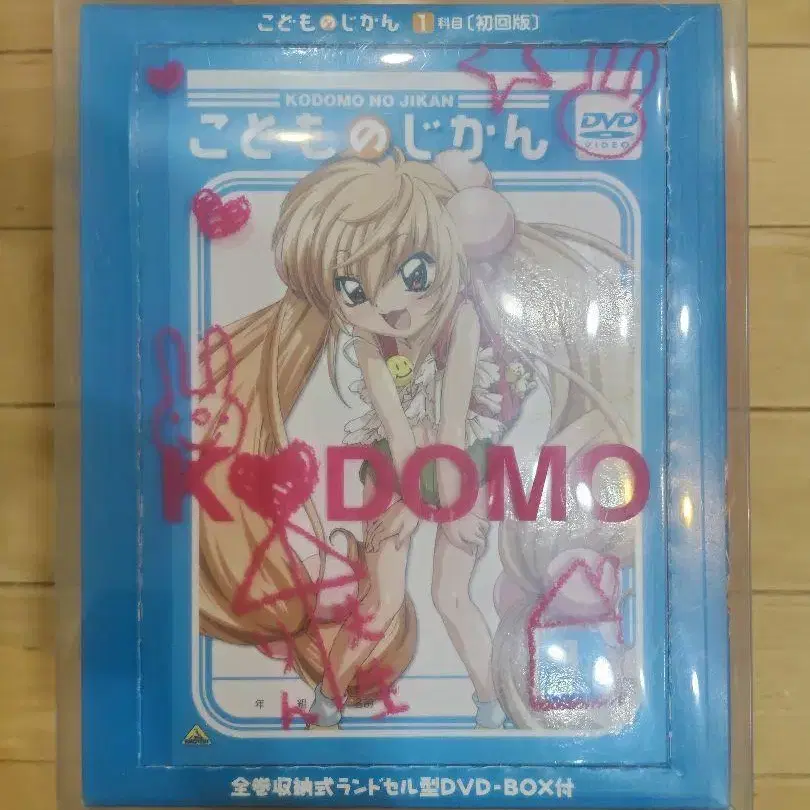 こどものじかん 1科目〔初回版〕
KODOMO NO JIKAN
こどものじかん
DVD
VIDEO
KODOMO
年 組
全巻収納式ランドセル型DVD-BOX付